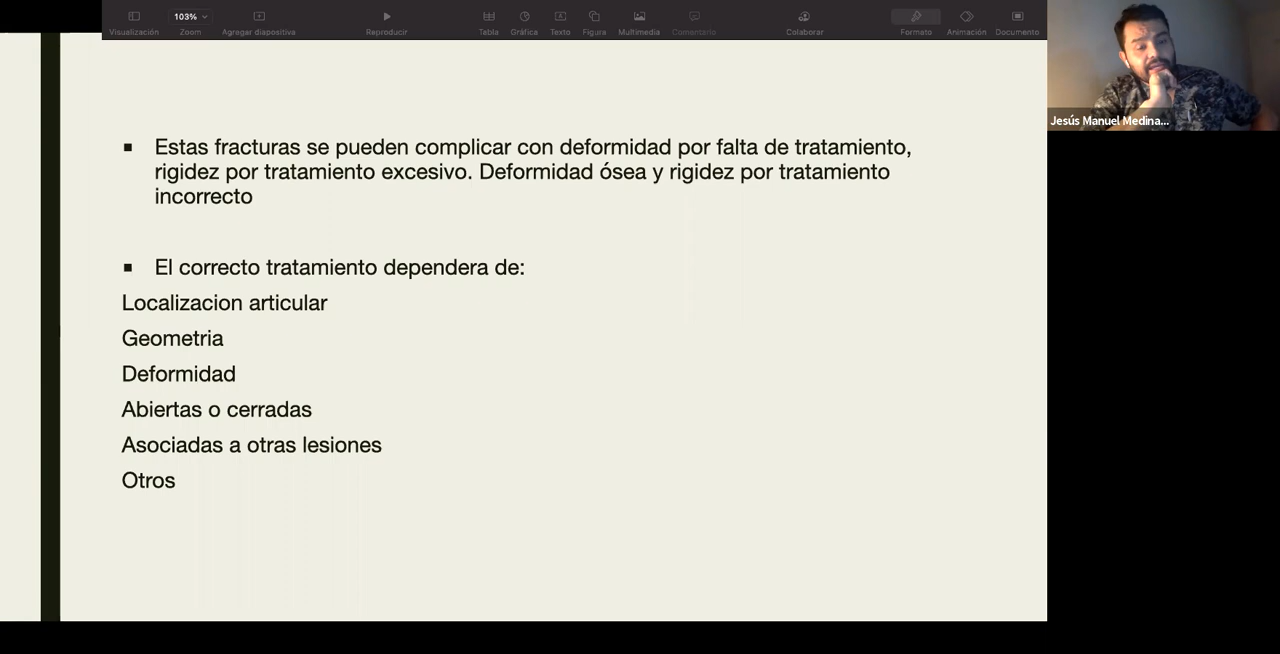 103%
Visualización Zoom Agregar diapositiva Reproducir Tabla Gráfica Texto Figura Multimedia Comentario Colaborar Formato Animación Documento
Jesús Manuel Medina...
Estas fracturas se pueden complicar con deformidad por falta de tratamiento,
rigidez por tratamiento excesivo. Deformidad ósea y rigidez por tratamiento
incorrecto
El correcto tratamiento dependera de:
Localizacion articular
Geometria
Deformidad
Abiertas o cerradas
Asociadas a otras lesiones
Otros